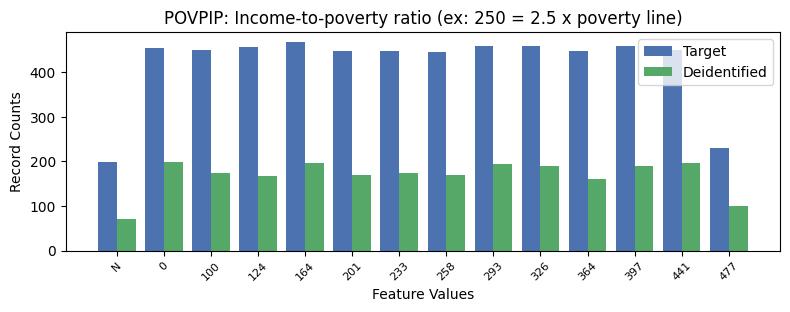 POVPIP: Income-to-poverty ratio (ex: 250 = 2.5 x poverty line)
Target
Deidentified
Record Counts
400
300
200
100
0
N 0 100 124 164 201 233 258 293 326 364 397 441 477
Feature Values